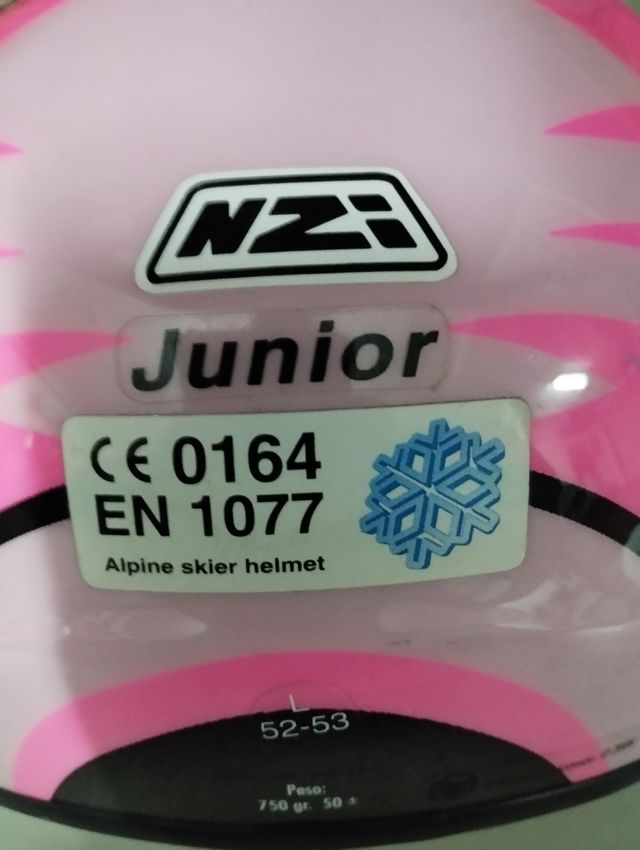 NZi
Junior
CE 0164
EN 1077
Alpine skier helmet
L
52-53
Peso:
750 gr. 50 ±